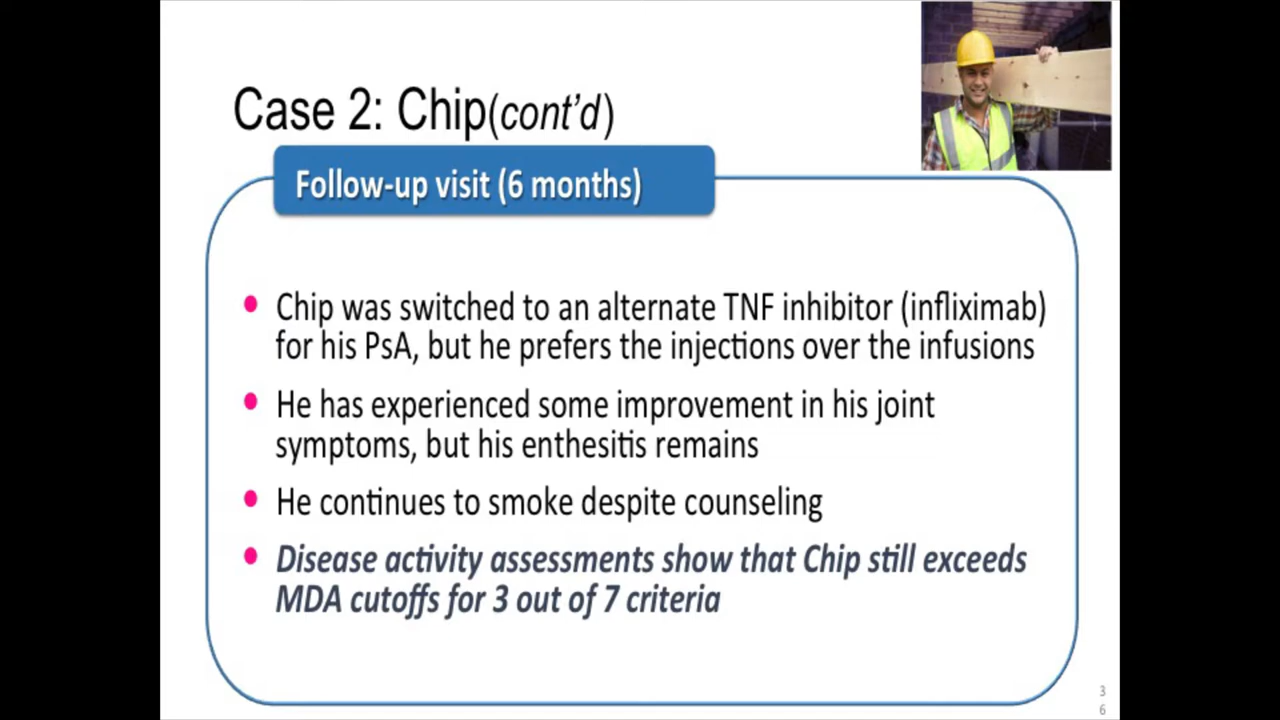 Case 2: Chip(cont'd)
Follow-up visit (6 months)
Chip was switched to an alternate TNF inhibitor (infliximab)
for his PsA, but he prefers the injections over the infusions
He has experienced some improvement in his joint
symptoms, but his enthesitis remains
He continues to smoke despite counseling
Disease activity assessments show that Chip still exceeds
MDA cutoffs for 3 out of 7 criteria
3
6